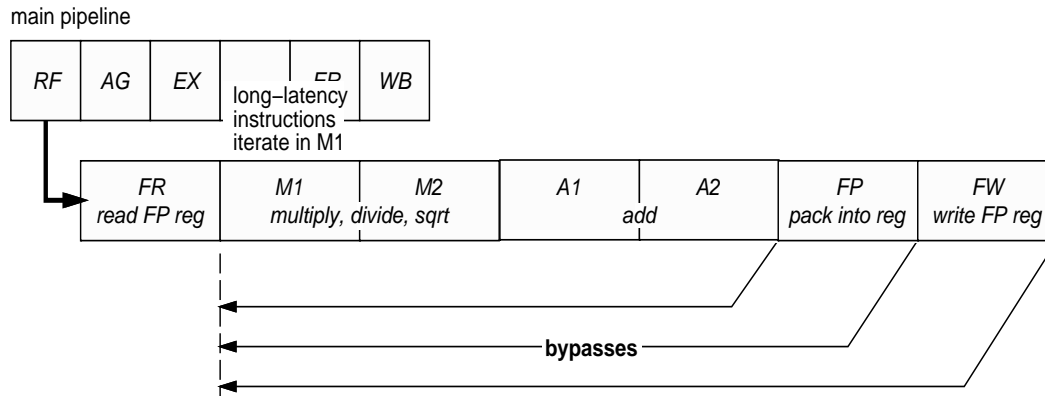 main pipeline
RF AG EX ER WB
long–latency
instructions
iterate in M1
FR M1 M2 A1 A2 FP FW
read FP reg multiply, divide, sqrt add pack into reg write FP reg
bypasses